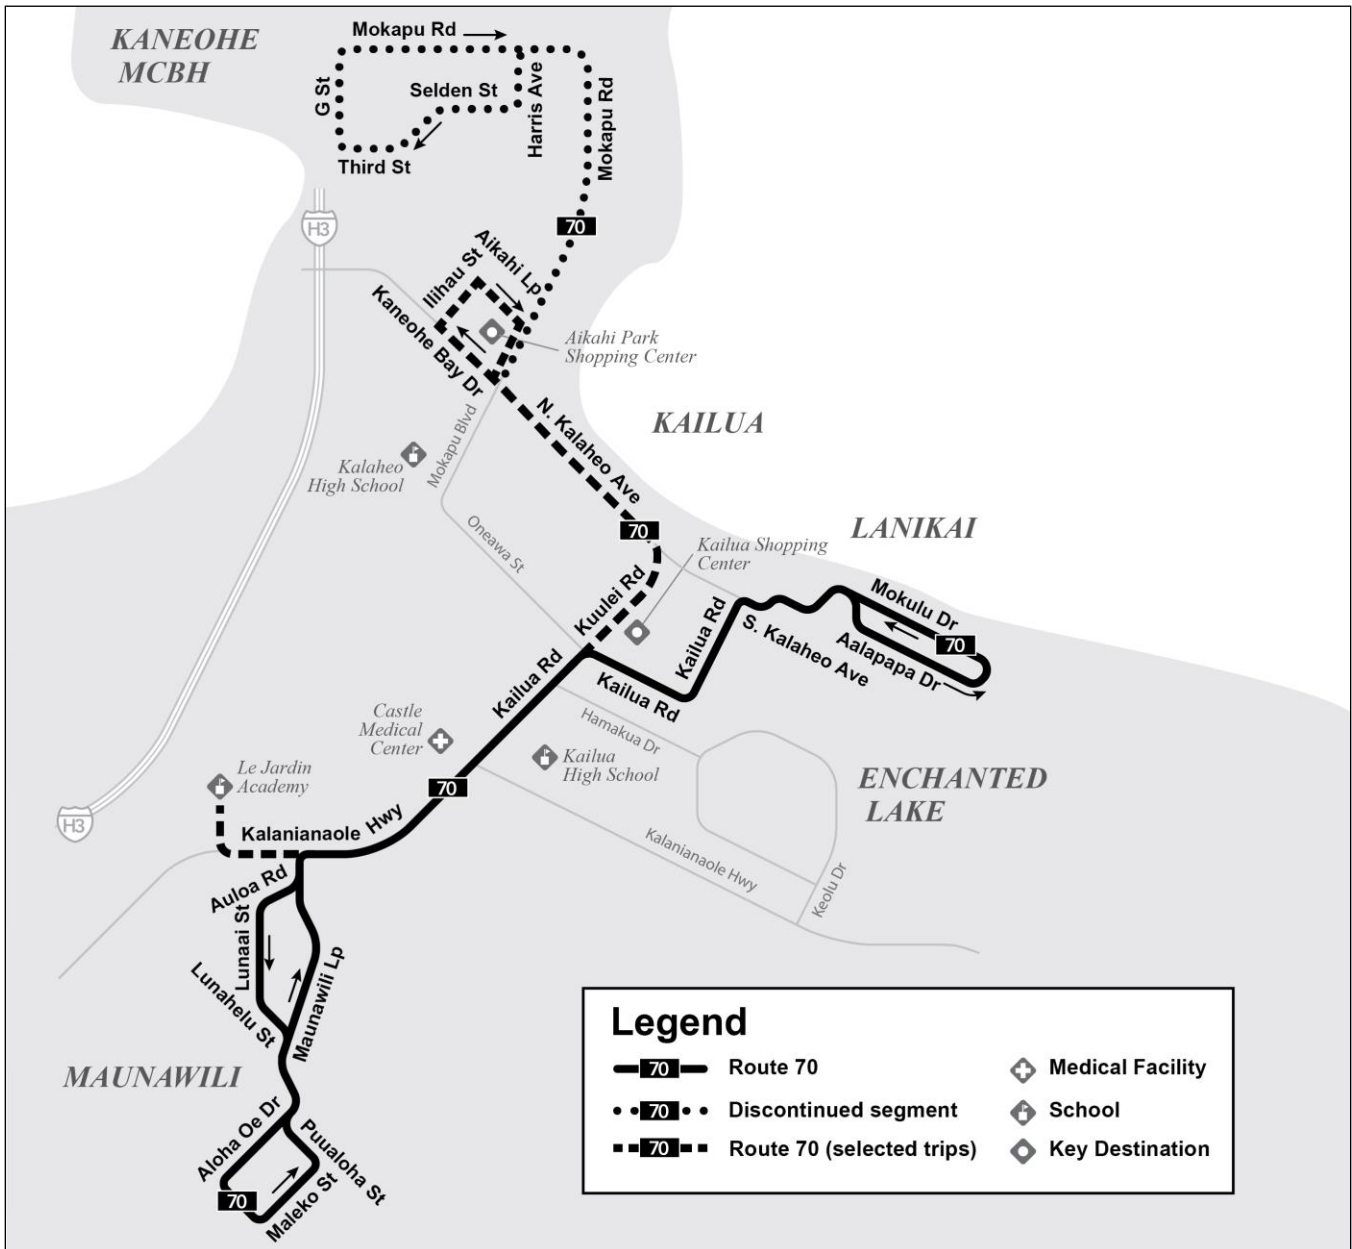 KANEOHE
MCBH
Mokapu Rd
G St
Selden St
Harris Ave
Mokapu Rd
Third St
H3
70
Ilihau St
Aikahi Lp
Kaneohe Bay Dr
Aikahi Park
Shopping Center
N. Kalaheo Ave
KAILUA
Mokapu Blvd
Kalaheo
High School
Oneawa St
70
Kailua Shopping
Center
LANIKAI
Kuulei Rd
Mokulu Dr
70
Kailua Rd
S. Kalaheo Ave
Aalapapa Dr
Kailua Rd
Kailua Rd
Hamakua Dr
Castle
Medical
Center
Kailua
High School
Le Jardin
Academy
70
ENCHANTED
LAKE
H3
Kalanianaole Hwy
Kalanianaole Hwy
Keolu Dr
Auloa Rd
Lunaai St
Lunahelu St
Maunawili Lp
MAUNAWILI
Aloha Oe Dr
Puualoha St
70
Maleko St
Legend
70 Route 70
70 Discontinued segment
70 Route 70 (selected trips)
Medical Facility
School
Key Destination